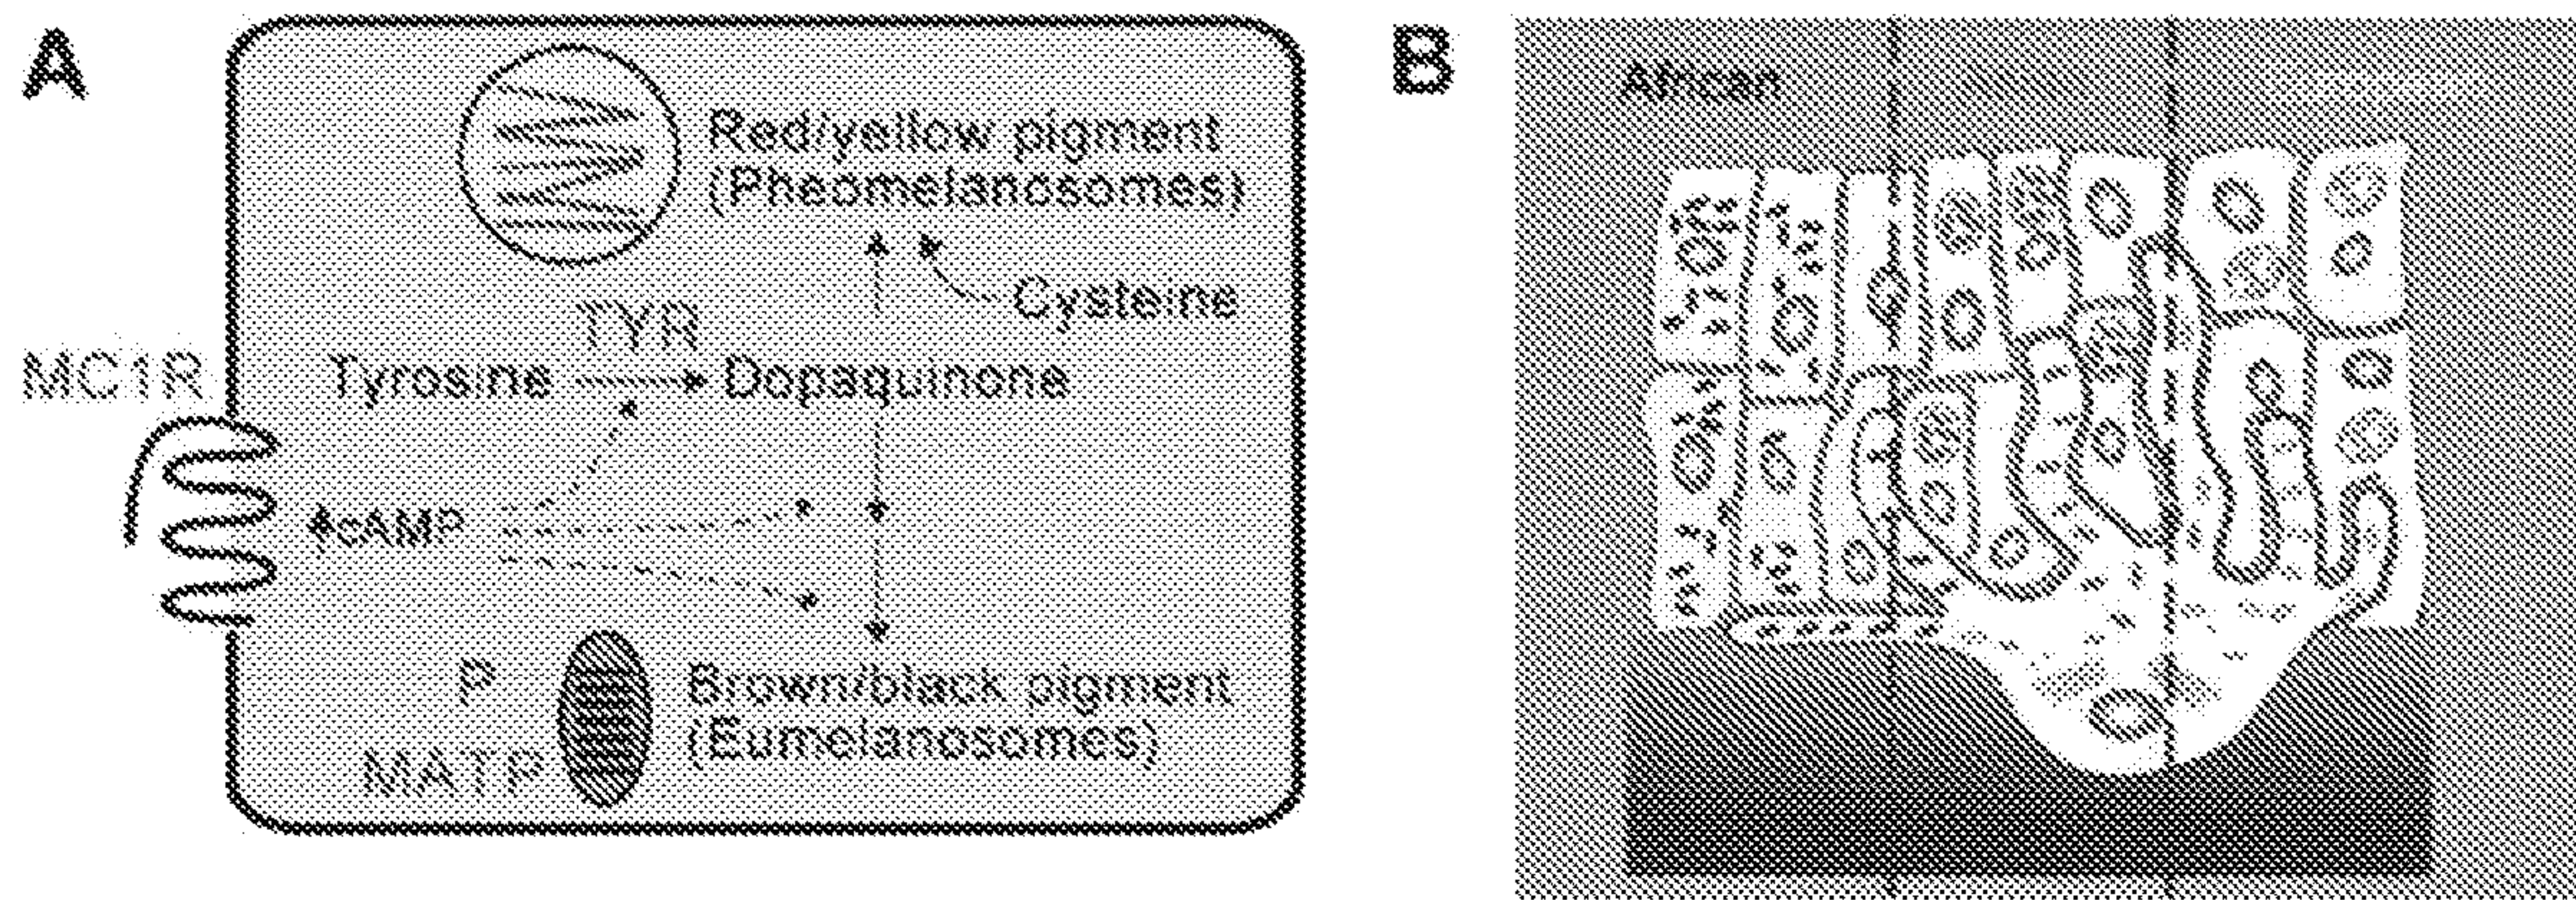 A
B
African
Red/yellow pigment
(Pheomelanosomes)
Cysteine
TYR
MC1R
Tyrosine
Dopaquinone
cAMP
P
Brown/black pigment
(Eumelanosomes)
MATP